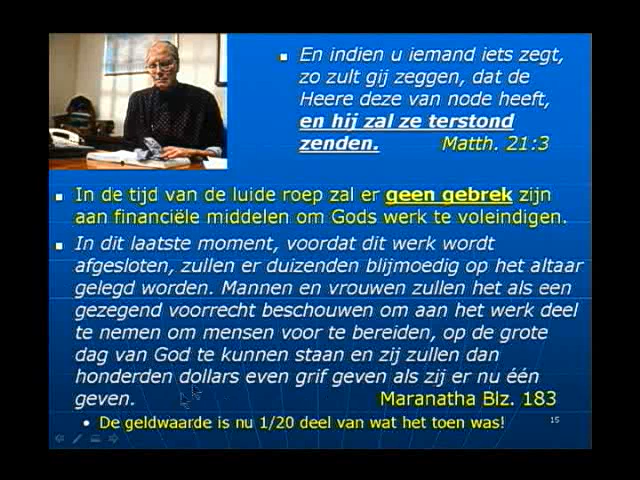 En indien u iemand iets zegt,
zo zult gij zeggen, dat de
Heere deze van node heeft,
en hij zal ze terstond
zenden. Matth. 21:3
In de tijd van de luide roep zal er geen gebrek zijn
aan financiële middelen om Gods werk te voleindigen.
In dit laatste moment, voordat dit werk wordt
afgesloten, zullen er duizenden blijmoedig op het altaar
gelegd worden. Mannen en vrouwen zullen het als een
gezegend voorrecht beschouwen om aan het werk deel
te nemen om mensen voor te bereiden, op de grote
dag van God te kunnen staan en zij zullen dan
honderden dollars even grif geven als zij er nu één
geven. Maranatha Blz. 183
De geldwaarde is nu 1/20 deel van wat het toen was!
15